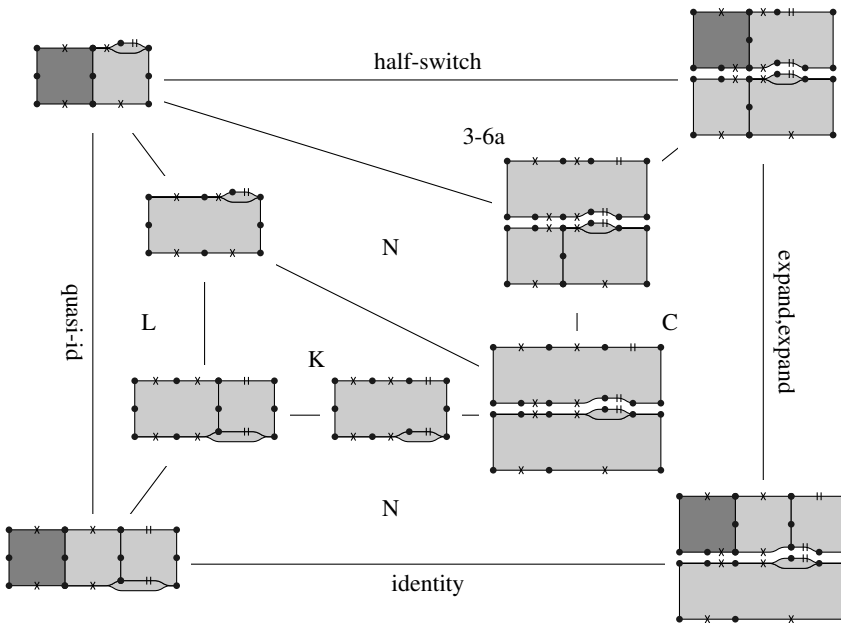 half-switch
3-6a
N
quasi-id
expand,expand
L
C
K
N
identity